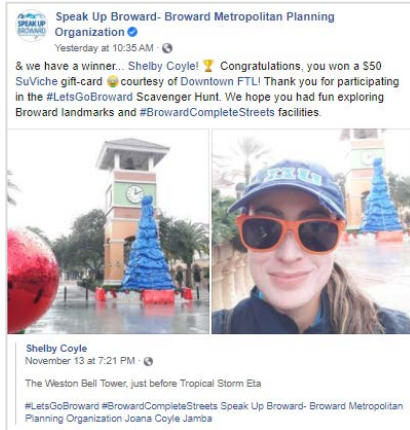 SPEAK UP
BROWARD
Speak Up Broward- Broward Metropolitan Planning
Organization
Yesterday at 10:35 AM ·
& we have a winner... Shelby Coyle! 🏆 Congratulations, you won a $50
SuViche gift-card 😀 courtesy of Downtown FTL! Thank you for participating
in the #LetsGoBroward Scavenger Hunt. We hope you had fun exploring
Broward landmarks and #BrowardCompleteStreets facilities.
Shelby Coyle
November 13 at 7:21 PM ·
The Weston Bell Tower, just before Tropical Storm Eta
#LetsGoBroward #BrowardCompleteStreets Speak Up Broward- Broward Metropolitan
Planning Organization Joana Coyle Jamba